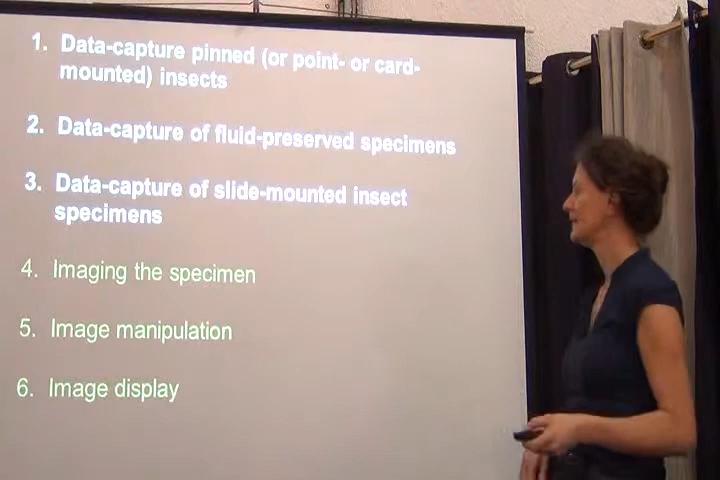 1. Data-capture pinned (or point- or card-
mounted) insects
2. Data-capture of fluid-preserved specimens
3. Data-capture of slide-mounted insect
specimens
4. Imaging the specimen
5. Image manipulation
6. Image display